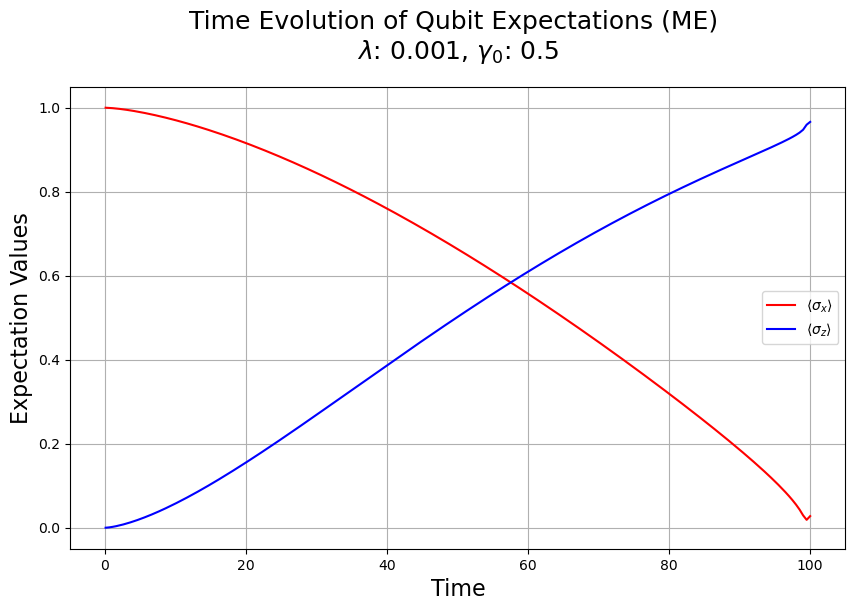 Time Evolution of Qubit Expectations (ME)
λ: 0.001, γ₀: 0.5
Expectation Values
1.0
0.8
0.6
0.4
0.2
0.0
⟨σₓ⟩
⟨σ_z⟩
0 20 40 60 80 100
Time